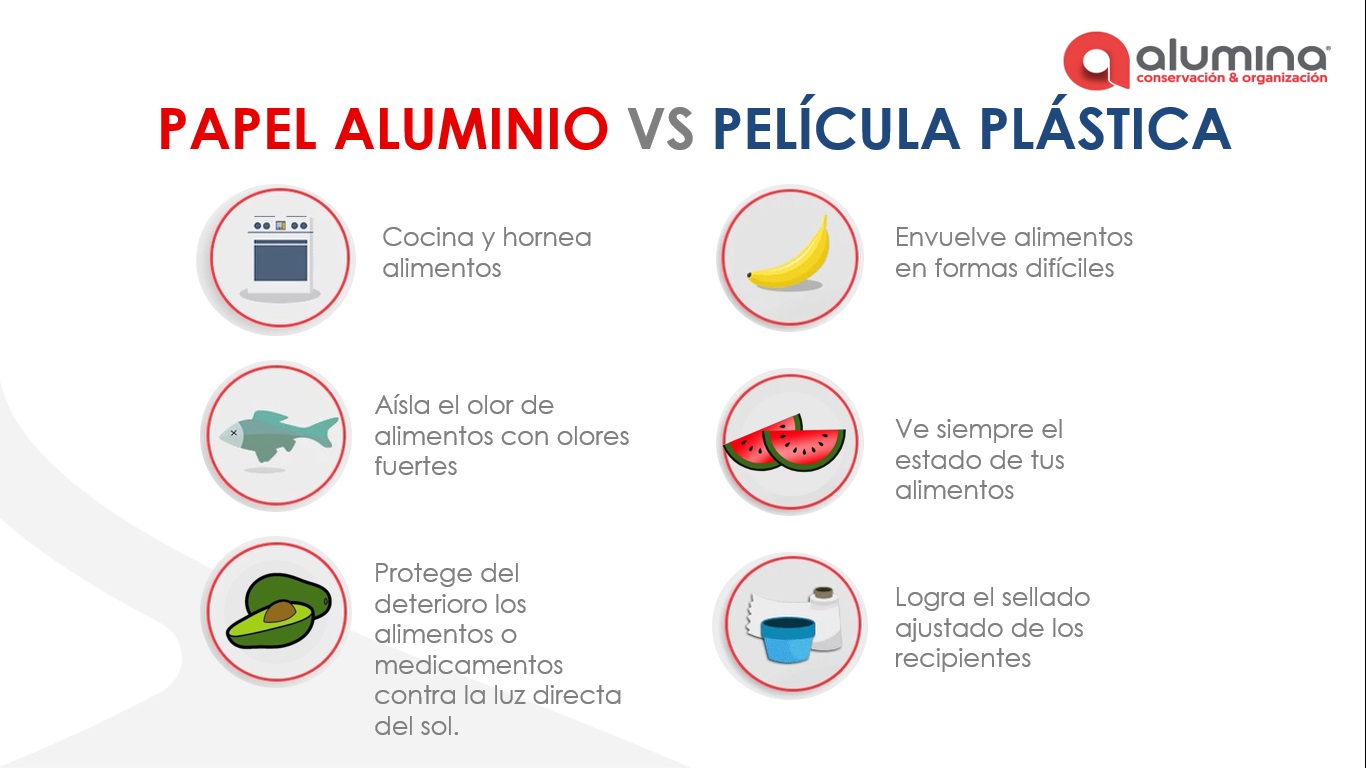 alumina®
conservación & organización
PAPEL ALUMINIO VS PELÍCULA PLÁSTICA
Cocina y hornea
alimentos
Aísla el olor de
alimentos con olores
fuertes
Protege del
deterioro los
alimentos o
medicamentos
contra la luz directa
del sol.
Envuelve alimentos
en formas difíciles
Ve siempre el
estado de tus
alimentos
Logra el sellado
ajustado de los
recipientes